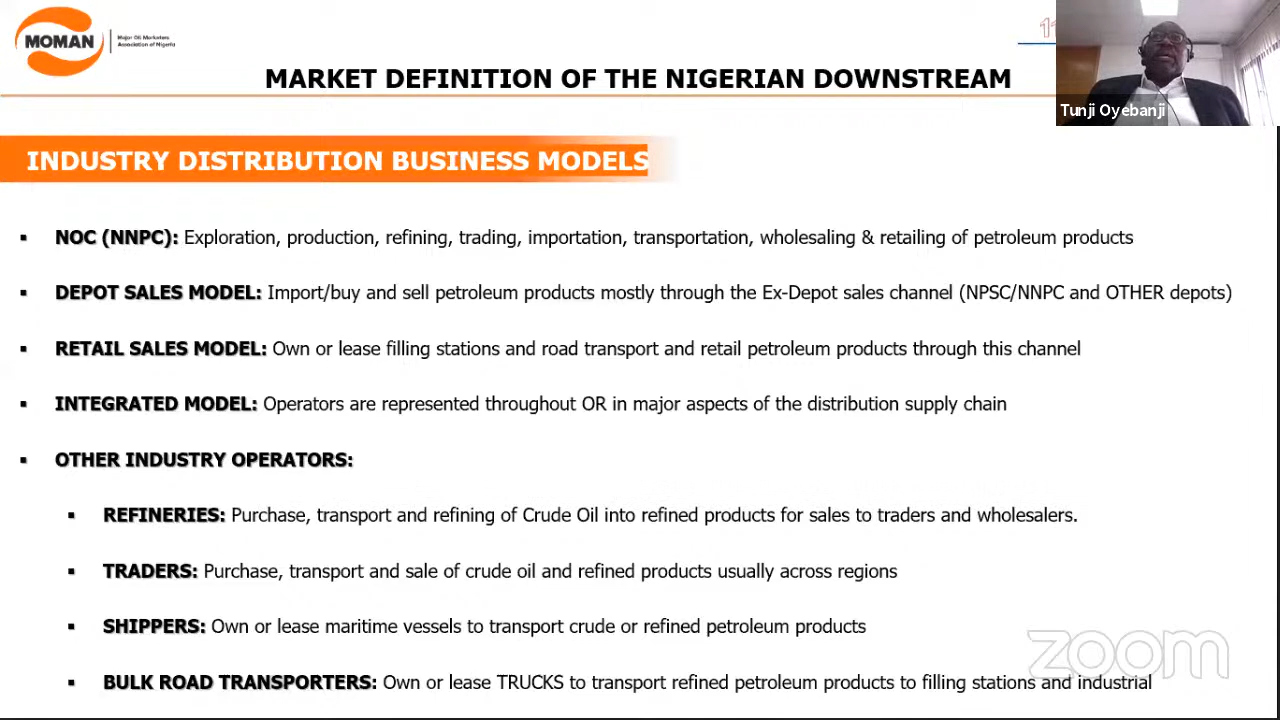 MOMAN
Major Oil Marketers
Association of Nigeria
11
MARKET DEFINITION OF THE NIGERIAN DOWNSTREAM
Tunji Oyebanji
INDUSTRY DISTRIBUTION BUSINESS MODELS
▪ NOC (NNPC): Exploration, production, refining, trading, importation, transportation, wholesaling & retailing of petroleum products
▪ DEPOT SALES MODEL: Import/buy and sell petroleum products mostly through the Ex-Depot sales channel (NPSC/NNPC and OTHER depots)
▪ RETAIL SALES MODEL: Own or lease filling stations and road transport and retail petroleum products through this channel
▪ INTEGRATED MODEL: Operators are represented throughout OR in major aspects of the distribution supply chain
▪ OTHER INDUSTRY OPERATORS:
▪ REFINERIES: Purchase, transport and refining of Crude Oil into refined products for sales to traders and wholesalers.
▪ TRADERS: Purchase, transport and sale of crude oil and refined products usually across regions
▪ SHIPPERS: Own or lease maritime vessels to transport crude or refined petroleum products
zoom
▪ BULK ROAD TRANSPORTERS: Own or lease TRUCKS to transport refined petroleum products to filling stations and industrial